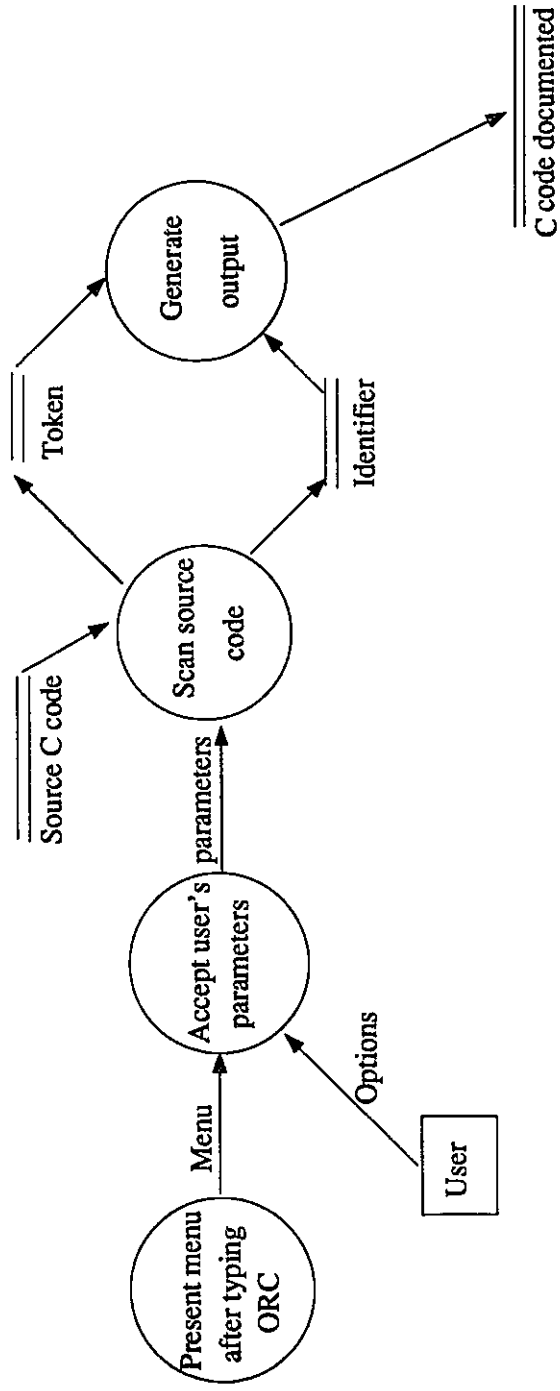 Present menu
after typing
ORC
Menu
User
Options
Accept user's
parameters
parameters
Source C code
Scan source
code
Token
Identifier
Generate
output
C code documented